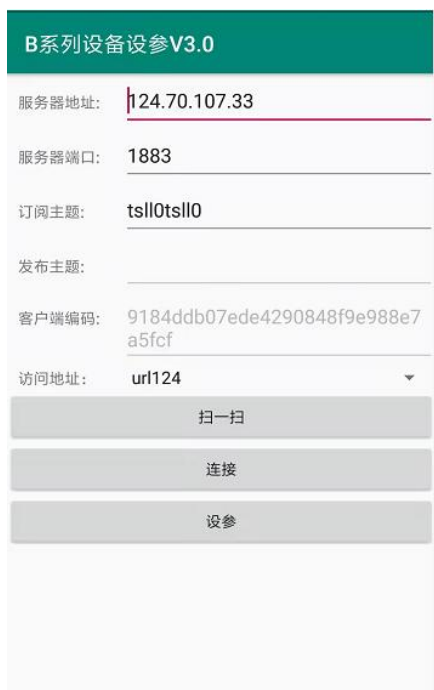 B系列设备设参V3.0
服务器地址: 124.70.107.33
服务器端口: 1883
订阅主题: tsll0tsll0
发布主题:
客户端编码: 9184ddb07ede4290848f9e988e7
a5fcf
访问地址: url124
扫一扫
连接
设参